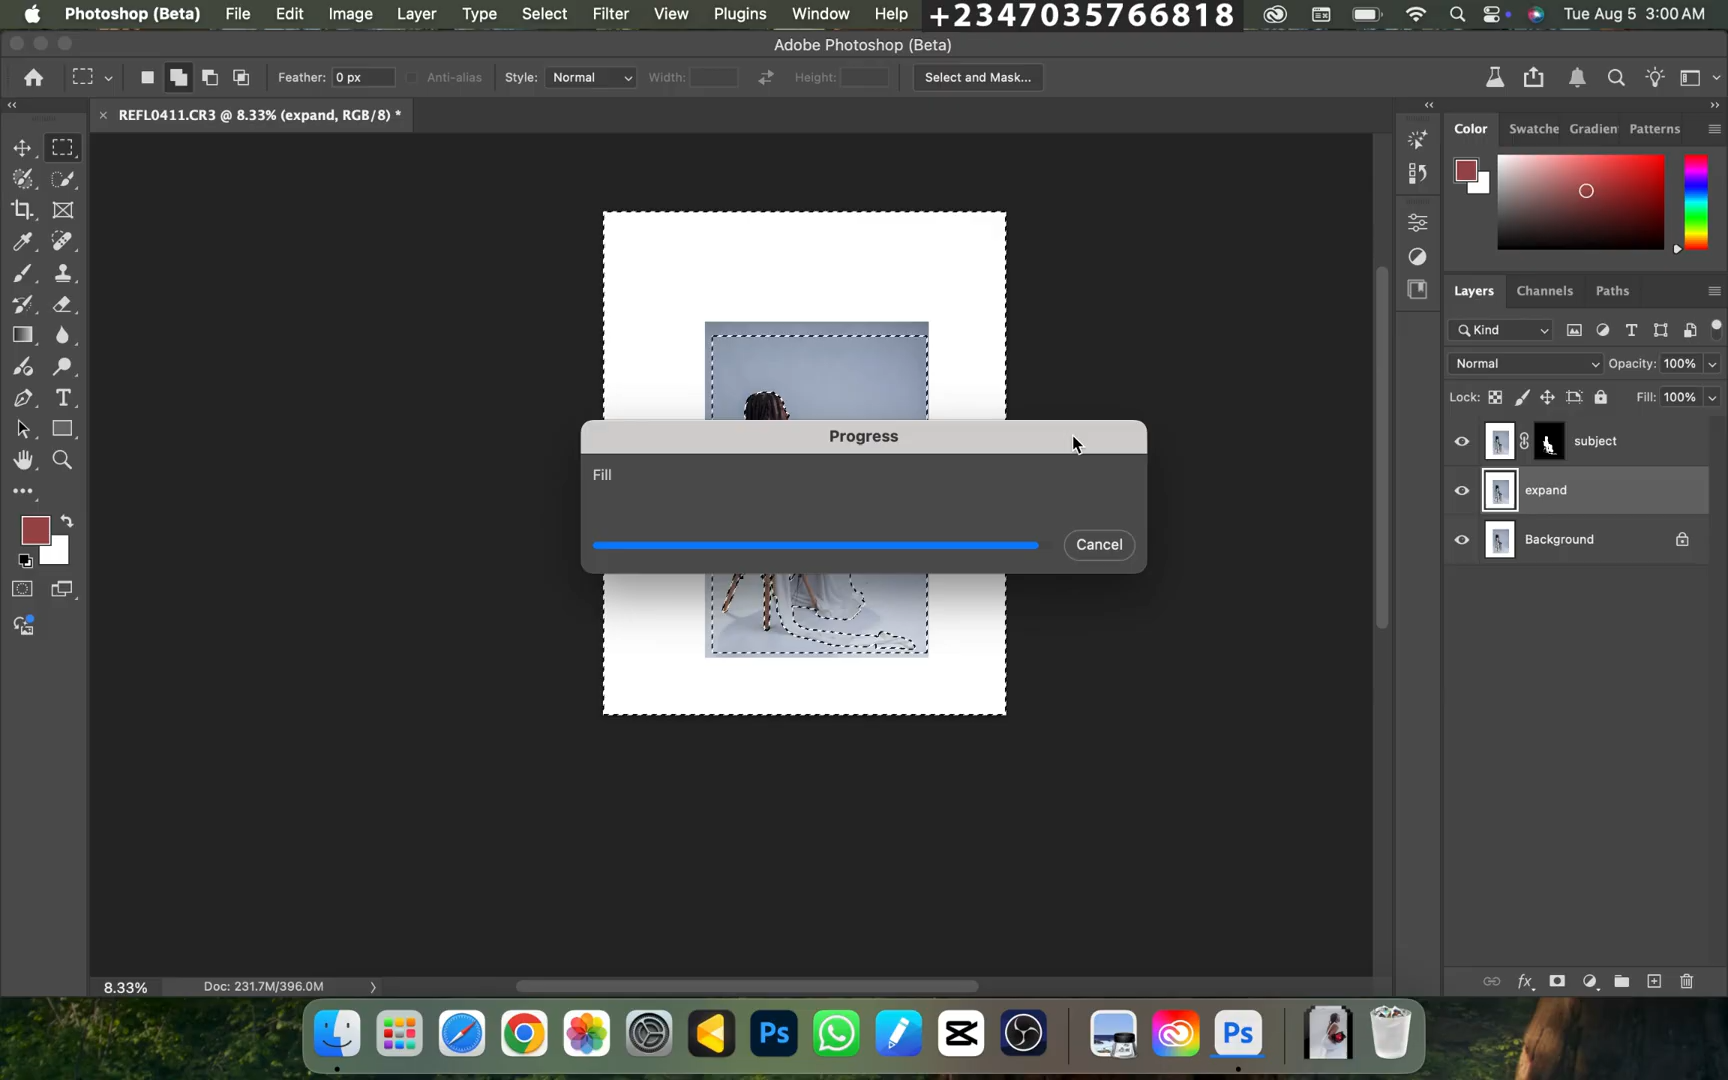 Photoshop (Beta) File Edit Image Layer Type Select Filter View Plugins Window Help +2347035766818 Tue Aug 5 3:00 AM
Adobe Photoshop (Beta)
Feather: 0 px Anti-alias Style: Normal Width: Height: Select and Mask...
REFL0411.CR3 @ 8.33% (expand, RGB/8) *
Color Swatche Gradien Patterns
Layers Channels Paths
Kind
Normal Opacity: 100%
Lock: Fill: 100%
subject
expand
Background
Progress
Fill
Cancel
8.33% Doc: 231.7M/396.0M
Ps
Ps